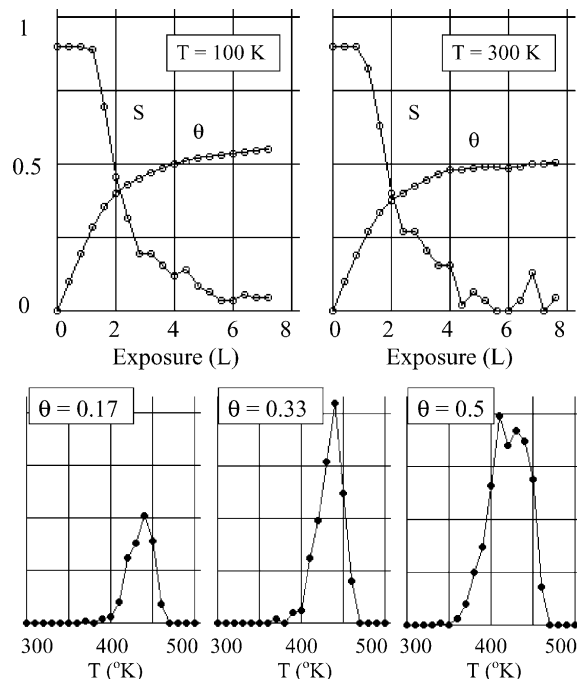 1
T = 100 K
T = 300 K
S
θ
S
θ
0.5
0
0 2 4 6 8
0 2 4 6 8
Exposure (L)
Exposure (L)
θ = 0.17
θ = 0.33
θ = 0.5
300 400 500
300 400 500
300 400 500
T (°K)
T (°K)
T (°K)